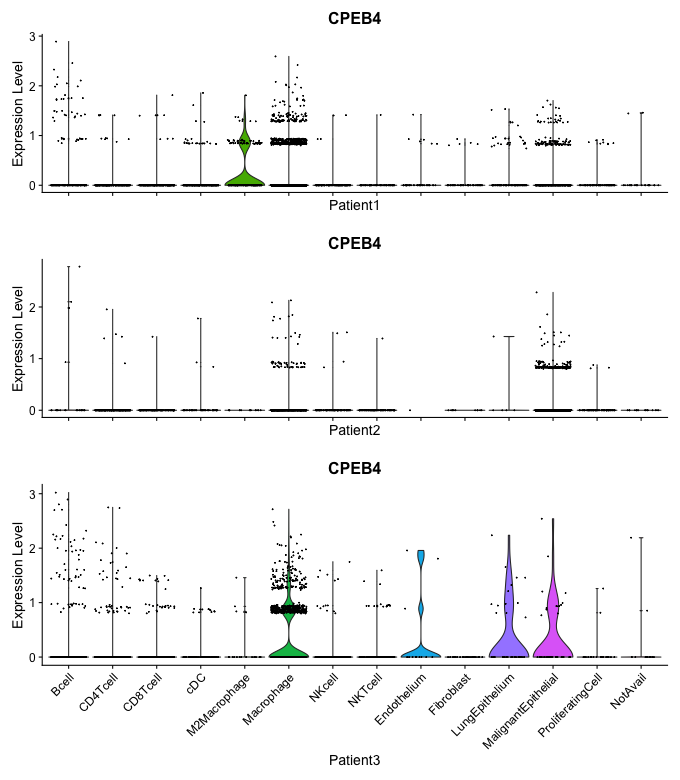 CPEB4
Expression Level
3
2
1
0
Patient1
CPEB4
Expression Level
2
1
0
Patient2
CPEB4
Expression Level
3
2
1
0
Bcell
CD4Tcell
CD8Tcell
cDC
M2Macrophage
Macrophage
NKcell
NKTcell
Endothelium
Fibroblast
LungEpithelium
MalignantEpithelial
ProliferatingCell
NotAvail
Patient3